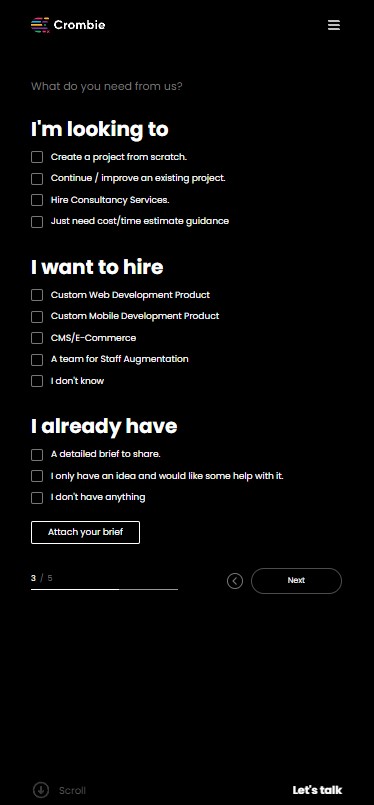 Crombie
What do you need from us?
I'm looking to
Create a project from scratch.
Continue / improve an existing project.
Hire Consultancy Services.
Just need cost/time estimate guidance
I want to hire
Custom Web Development Product
Custom Mobile Development Product
CMS/E-Commerce
A team for Staff Augmentation
I don't know
I already have
A detailed brief to share.
I only have an idea and would like some help with it.
I don't have anything
Attach your brief
3 / 5
Next
Scroll
Let's talk